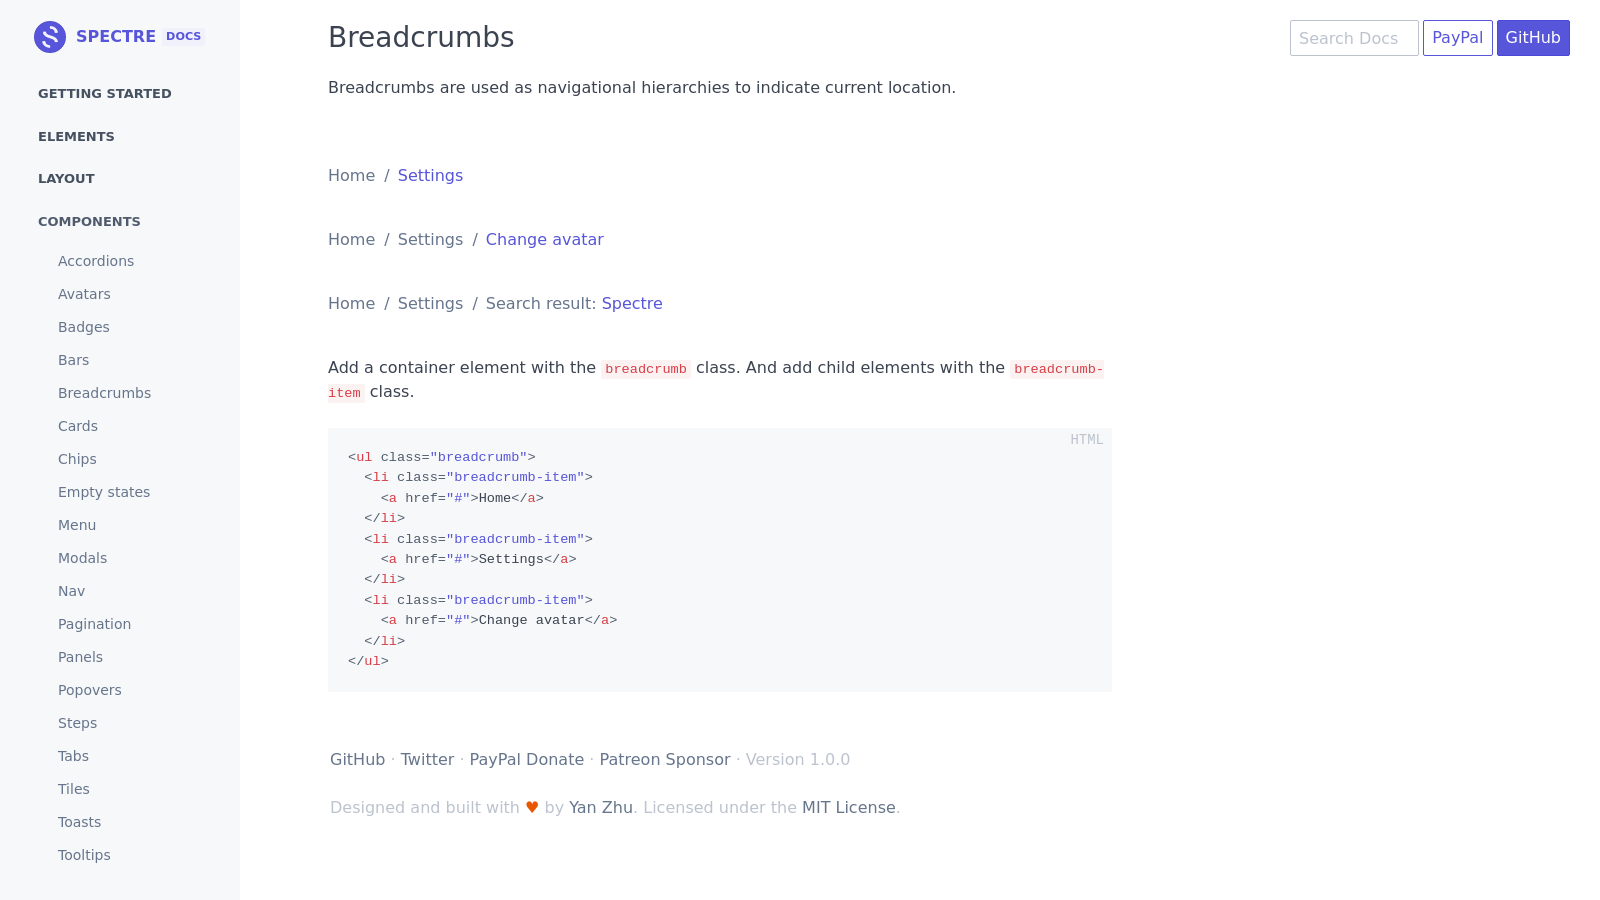 SPECTRE DOCS
GETTING STARTED
ELEMENTS
LAYOUT
COMPONENTS
Accordions
Avatars
Badges
Bars
Breadcrumbs
Cards
Chips
Empty states
Menu
Modals
Nav
Pagination
Panels
Popovers
Steps
Tabs
Tiles
Toasts
Tooltips
Breadcrumbs
Search Docs PayPal GitHub
Breadcrumbs are used as navigational hierarchies to indicate current location.
Home / Settings
Home / Settings / Change avatar
Home / Settings / Search result: Spectre
Add a container element with the breadcrumb class. And add child elements with the breadcrumb-
item class.
HTML
<ul class="breadcrumb">
  <li class="breadcrumb-item">
    <a href="#">Home</a>
  </li>
  <li class="breadcrumb-item">
    <a href="#">Settings</a>
  </li>
  <li class="breadcrumb-item">
    <a href="#">Change avatar</a>
  </li>
</ul>
GitHub · Twitter · PayPal Donate · Patreon Sponsor · Version 1.0.0
Designed and built with ♥ by Yan Zhu. Licensed under the MIT License.